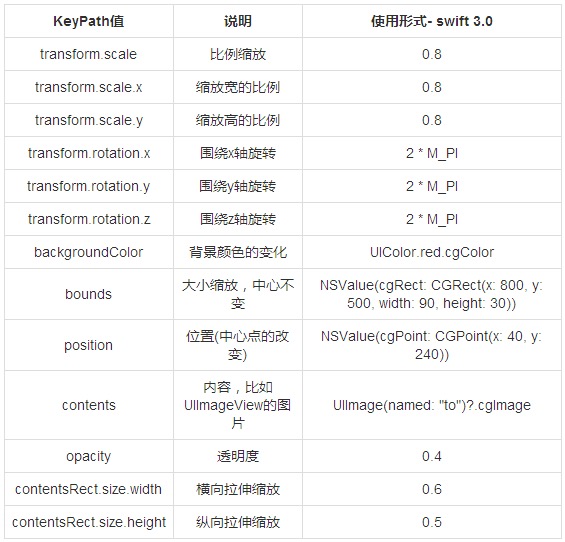 KeyPath值 说明 使用形式- swift 3.0
transform.scale 比例缩放 0.8
transform.scale.x 缩放宽的比例 0.8
transform.scale.y 缩放高的比例 0.8
transform.rotation.x 围绕x轴旋转 2 * M_PI
transform.rotation.y 围绕y轴旋转 2 * M_PI
transform.rotation.z 围绕z轴旋转 2 * M_PI
backgroundColor 背景颜色的变化 UIColor.red.cgColor
bounds
大小缩放，中心不
变
NSValue(cgRect: CGRect(x: 800, y:
500, width: 90, height: 30))
position
位置(中心点的改
变)
NSValue(cgPoint: CGPoint(x: 40, y:
240))
contents
内容，比如
UIImageView的图
片
UIImage(named: "to")?.cgImage
opacity 透明度 0.4
contentsRect.size.width 横向拉伸缩放 0.6
contentsRect.size.height 纵向拉伸缩放 0.5